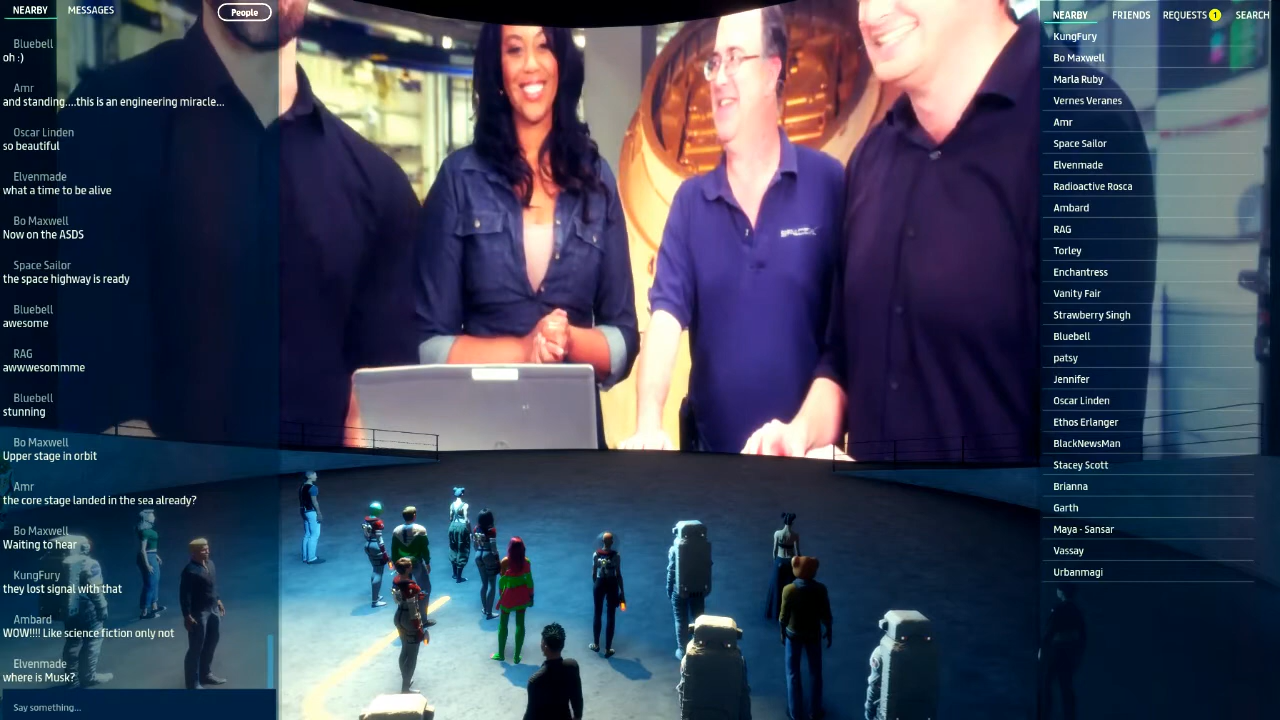 NEARBY MESSAGES
People
Bluebell
oh :)
Amr
and standing....this is an engineering miracle...
Oscar Linden
so beautiful
Elvenmade
what a time to be alive
Bo Maxwell
Now on the ASDS
Space Sailor
the space highway is ready
Bluebell
awesome
RAG
awwwesommme
Bluebell
stunning
Bo Maxwell
Upper stage in orbit
Amr
the core stage landed in the sea already?
Bo Maxwell
Waiting to hear
KungFury
they lost signal with that
Ambard
WOW!!!! Like science fiction only not
Elvenmade
where is Musk?
Say something...
SPACEX
NEARBY FRIENDS REQUESTS 1 SEARCH
KungFury
Bo Maxwell
Marla Ruby
Vernes Veranes
Amr
Space Sailor
Elvenmade
Radioactive Rosca
Ambard
RAG
Torley
Enchantress
Vanity Fair
Strawberry Singh
Bluebell
patsy
Jennifer
Oscar Linden
Ethos Erlanger
BlackNewsMan
Stacey Scott
Brianna
Garth
Maya - Sansar
Vassay
Urbanmagi